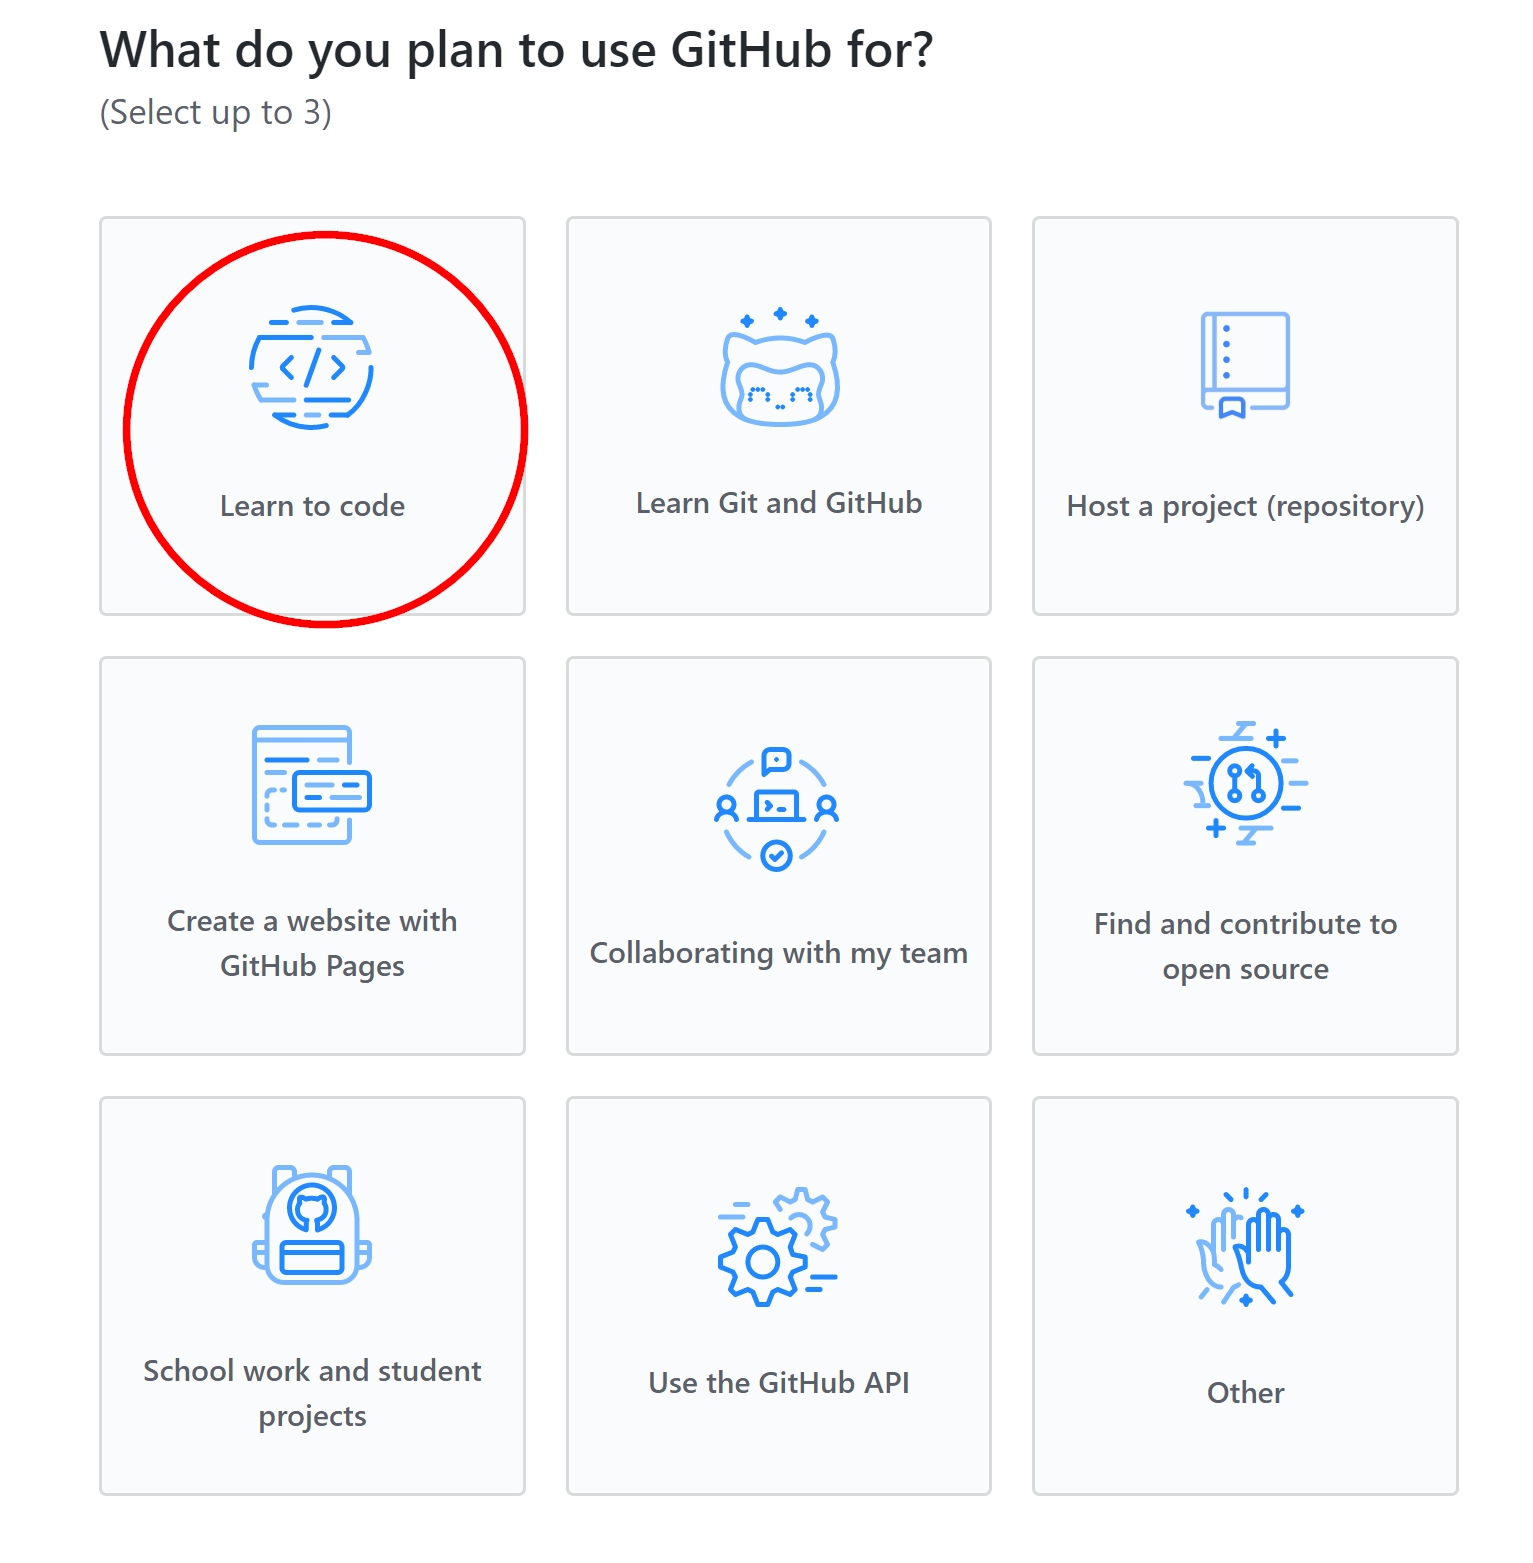 What do you plan to use GitHub for?
(Select up to 3)
Learn to code
Learn Git and GitHub
Host a project (repository)
Create a website with
GitHub Pages
Collaborating with my team
Find and contribute to
open source
School work and student
projects
Use the GitHub API
Other